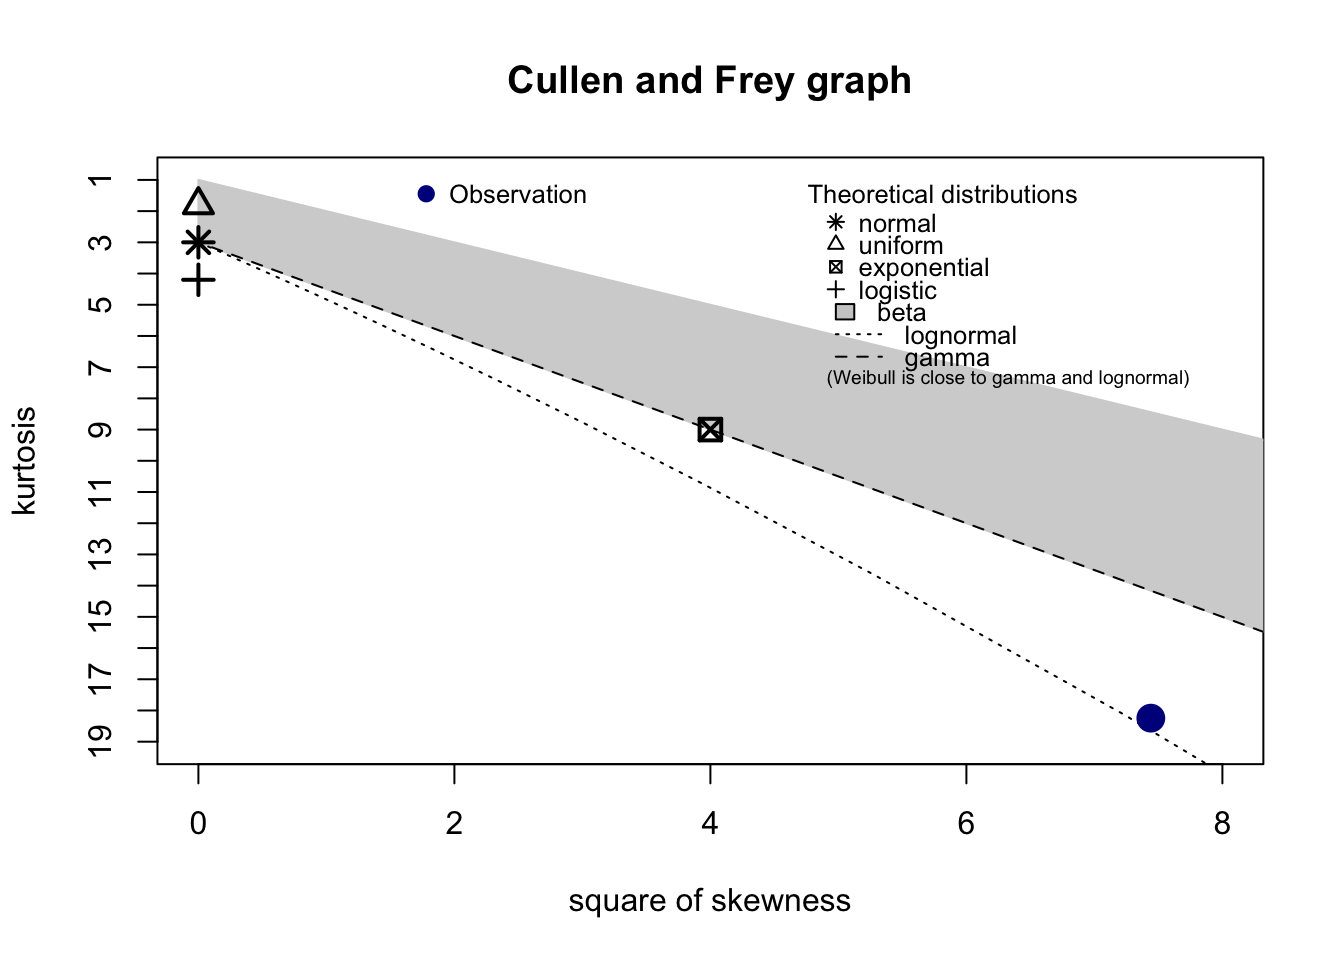 Cullen and Frey graph
Observation
Theoretical distributions
normal
uniform
exponential
logistic
beta
lognormal
gamma
(Weibull is close to gamma and lognormal)
kurtosis
1
3
5
7
9
11
13
15
17
19
0 2 4 6 8
square of skewness